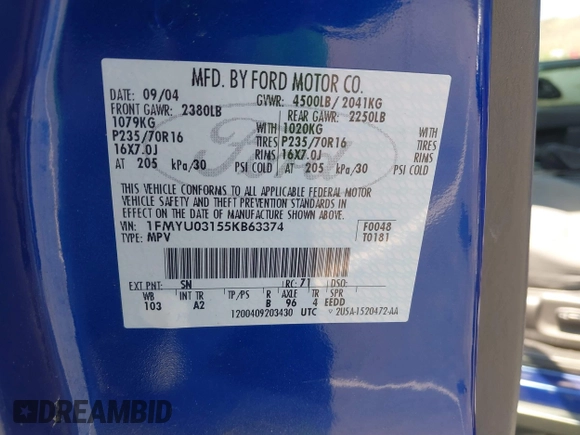 MFD. BY FORD MOTOR CO.
DATE: 09/04 GVWR: 4500LB/ 2041KG
FRONT GAWR: 2380LB REAR GAWR: 2250LB
1079KG WITH 1020KG WITH
P235/70R16 TIRES P235/70R16 TIRES
16X7.0J RIMS 16X7.0J RIMS
AT 205 kPa/30 PSI COLD AT 205 kPa/30 PSI COLD
THIS VEHICLE CONFORMS TO ALL APPLICABLE FEDERAL MOTOR
VEHICLE SAFETY AND THEFT PREVENTION STANDARDS IN
EFFECT ON THE DATE OF MANUFACTURE SHOWN ABOVE.
VIN: 1FMYU03155KB63374 F0048
TYPE: MPV T0181
EXT PNT: SN RC: 71 DSO:
WB INT TR TP/PS R AXLE TR SPR
103 A2 B 96 4 EEDD
1200409203430 UTC V 2U5A-1520472-AA
Ford
DREAMBID